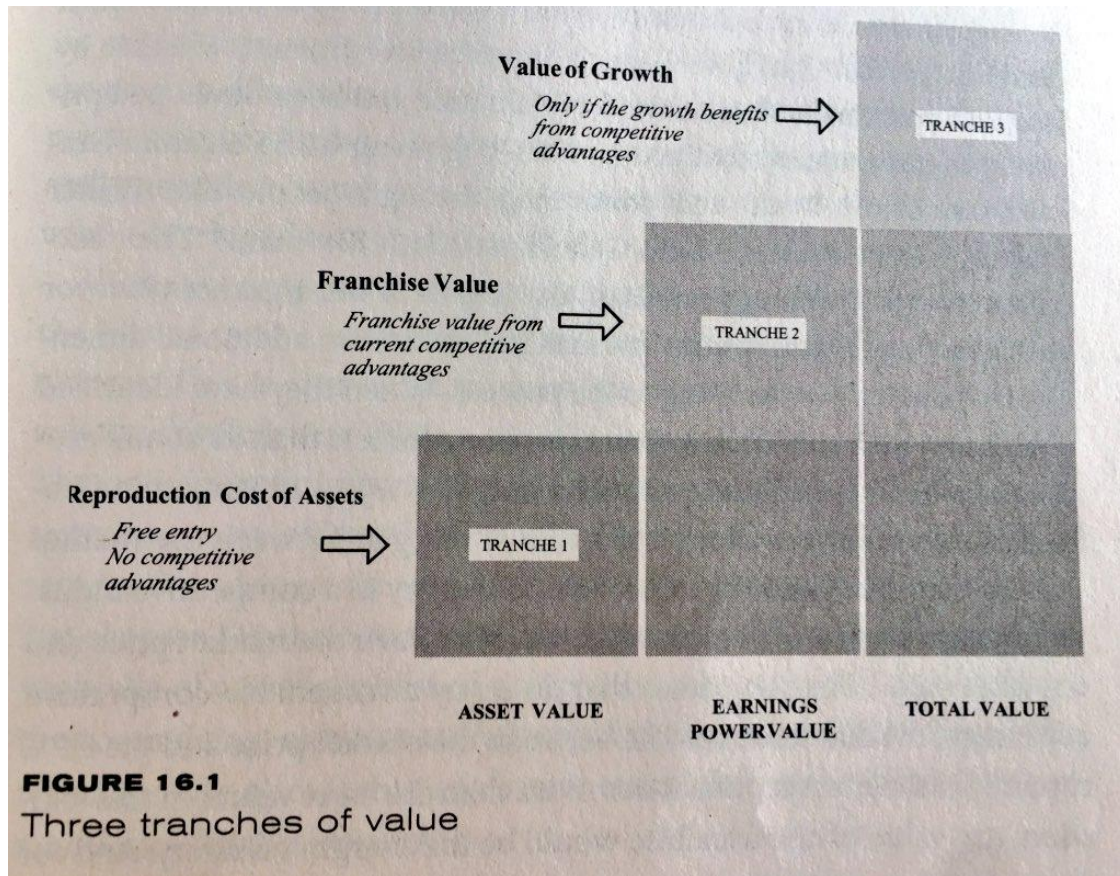 Value of Growth
Only if the growth benefits
from competitive
advantages
TRANCHE 3
Franchise Value
Franchise value from
current competitive
advantages
TRANCHE 2
Reproduction Cost of Assets
Free entry
No competitive
advantages
TRANCHE 1
ASSET VALUE
EARNINGS
POWERVALUE
TOTAL VALUE
FIGURE 16.1
Three tranches of value